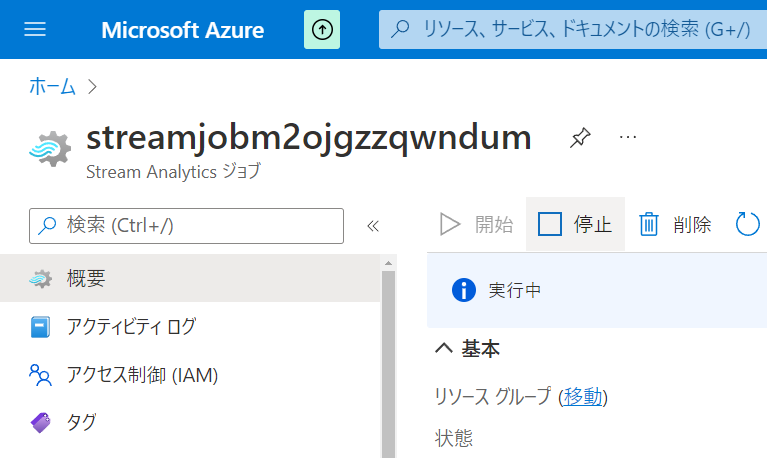 Microsoft Azure
リソース、サービス、ドキュメントの検索 (G+/)
ホーム
streamjobm2ojgzzqwndum
Stream Analytics ジョブ
検索 (Ctrl+/)
開始
停止
削除
概要
実行中
アクティビティ ログ
基本
アクセス制御 (IAM)
リソース グループ (移動)
タグ
状態